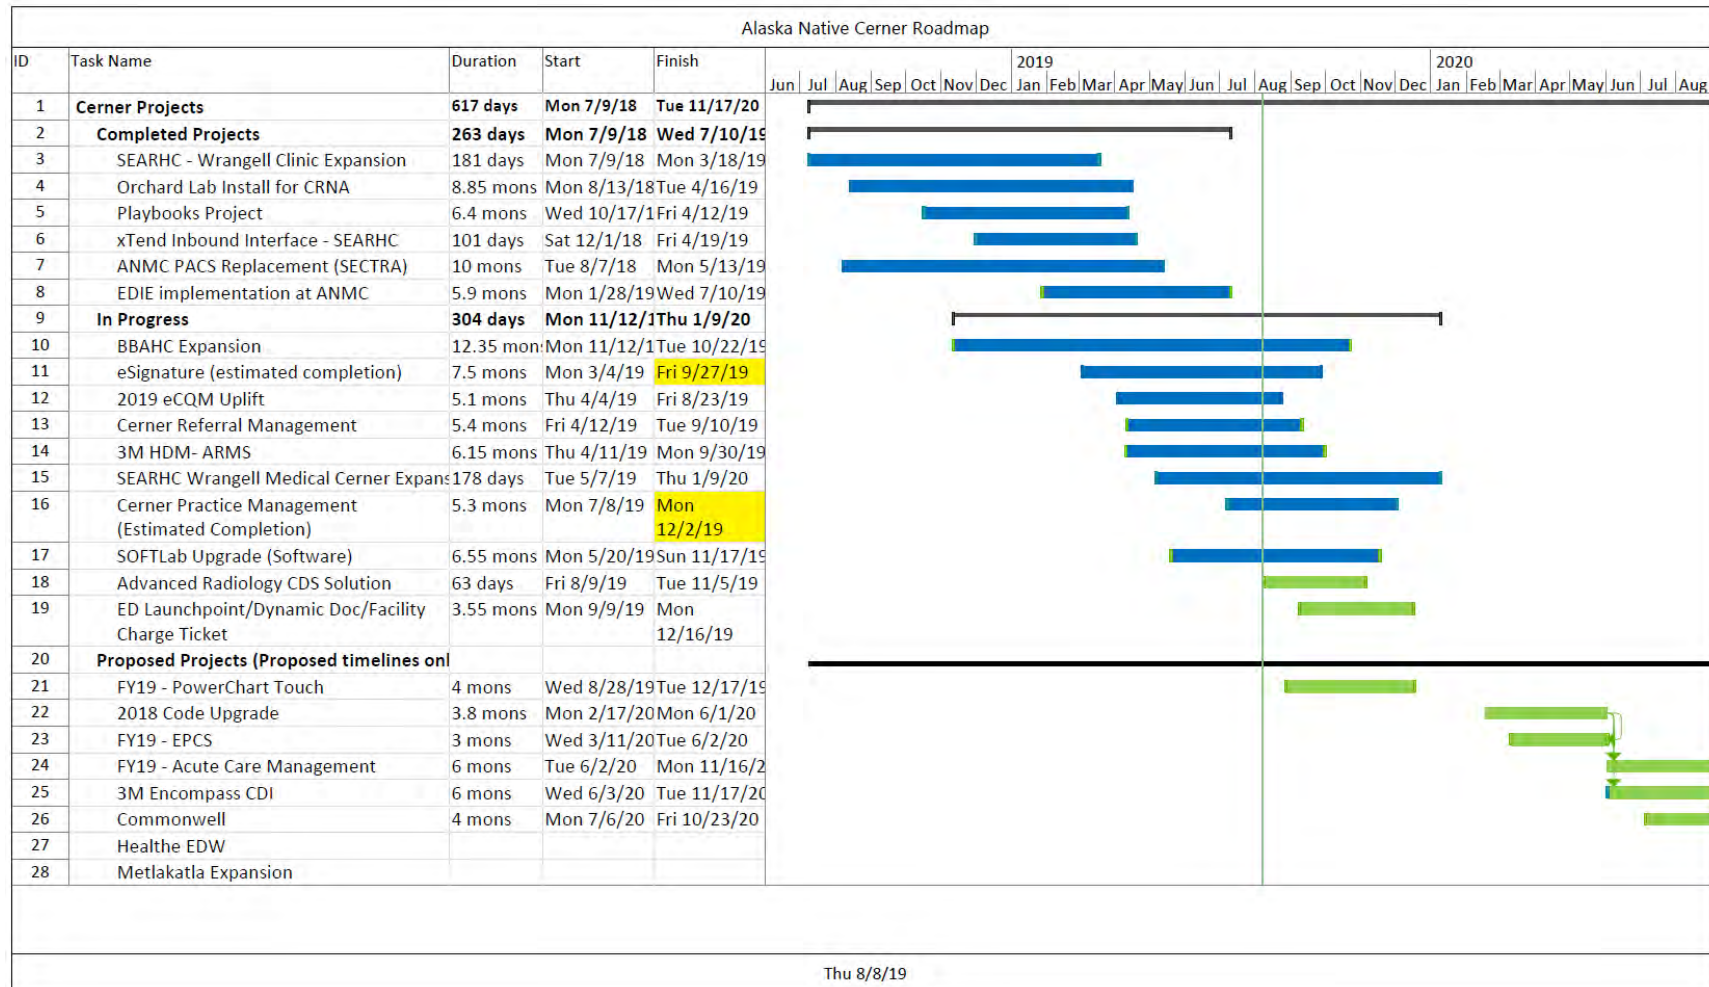 Alaska Native Cerner Roadmap
ID Task Name Duration Start Finish 2019 2020
Jun Jul Aug Sep Oct Nov Dec Jan Feb Mar Apr May Jun Jul Aug Sep Oct Nov Dec Jan Feb Mar Apr May Jun Jul Aug
1 Cerner Projects 617 days Mon 7/9/18 Tue 11/17/20
2 Completed Projects 263 days Mon 7/9/18 Wed 7/10/19
3 SEARHC - Wrangell Clinic Expansion 181 days Mon 7/9/18 Mon 3/18/19
4 Orchard Lab Install for CRNA 8.85 mons Mon 8/13/18 Tue 4/16/19
5 Playbooks Project 6.4 mons Wed 10/17/1 Fri 4/12/19
6 xTend Inbound Interface - SEARHC 101 days Sat 12/1/18 Fri 4/19/19
7 ANMC PACS Replacement (SECTRA) 10 mons Tue 8/7/18 Mon 5/13/19
8 EDIE implementation at ANMC 5.9 mons Mon 1/28/19 Wed 7/10/19
9 In Progress 304 days Mon 11/12/1 Thu 1/9/20
10 BBAHC Expansion 12.35 mon Mon 11/12/1 Tue 10/22/19
11 eSignature (estimated completion) 7.5 mons Mon 3/4/19 Fri 9/27/19
12 2019 eCQM Uplift 5.1 mons Thu 4/4/19 Fri 8/23/19
13 Cerner Referral Management 5.4 mons Fri 4/12/19 Tue 9/10/19
14 3M HDM- ARMS 6.15 mons Thu 4/11/19 Mon 9/30/19
15 SEARHC Wrangell Medical Cerner Expans 178 days Tue 5/7/19 Thu 1/9/20
16 Cerner Practice Management 5.3 mons Mon 7/8/19 Mon
(Estimated Completion) 12/2/19
17 SOFTLab Upgrade (Software) 6.55 mons Mon 5/20/19 Sun 11/17/19
18 Advanced Radiology CDS Solution 63 days Fri 8/9/19 Tue 11/5/19
19 ED Launchpoint/Dynamic Doc/Facility 3.55 mons Mon 9/9/19 Mon
Charge Ticket 12/16/19
20 Proposed Projects (Proposed timelines onl
21 FY19 - PowerChart Touch 4 mons Wed 8/28/19 Tue 12/17/19
22 2018 Code Upgrade 3.8 mons Mon 2/17/20 Mon 6/1/20
23 FY19 - EPCS 3 mons Wed 3/11/20 Tue 6/2/20
24 FY19 - Acute Care Management 6 mons Tue 6/2/20 Mon 11/16/2
25 3M Encompass CDI 6 mons Wed 6/3/20 Tue 11/17/20
26 Commonwell 4 mons Mon 7/6/20 Fri 10/23/20
27 Healthe EDW
28 Metlakatla Expansion
Thu 8/8/19